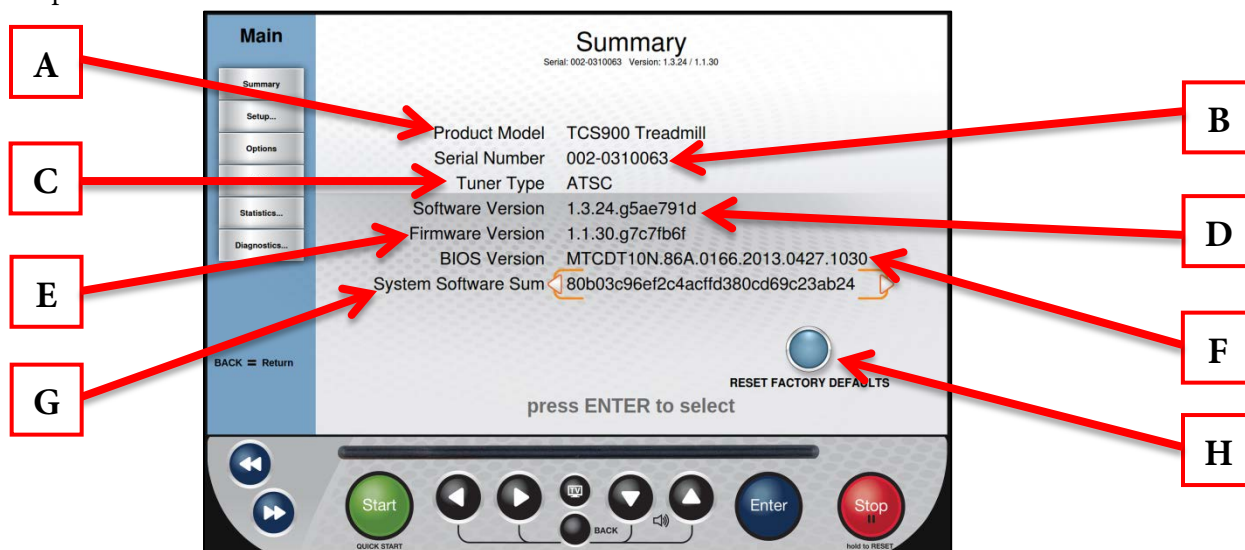 Main
Summary
Serial: 002-0310063 Version: 1.3.24 / 1.1.30
A
Summary
Setup...
Options
Statistics...
Diagnostics...
Product Model TCS900 Treadmill
B
Serial Number 002-0310063
C
Tuner Type ATSC
Software Version 1.3.24.g5ae791d
D
Firmware Version 1.1.30.g7c7fb6f
BIOS Version MTCDT10N.86A.0166.2013.0427.1030
E
System Software Sum 80b03c96ef2c4acffd380cd69c23ab24
F
BACK = Return
RESET FACTORY DEFAULTS
G
press ENTER to select
H
Start
TV
Enter
Stop
BACK
QUICK START
hold to RESET